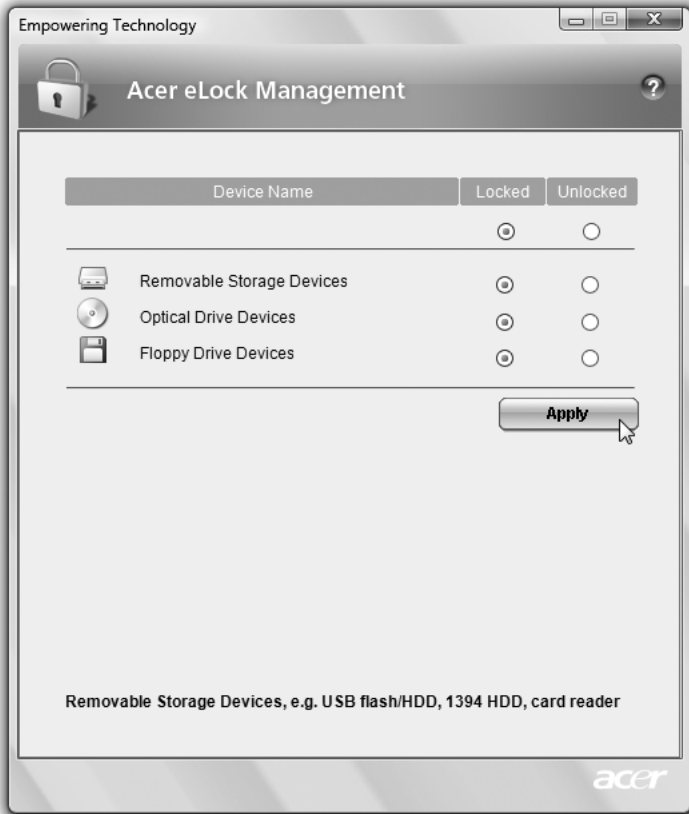 Empowering Technology
Acer eLock Management
?
Device Name Locked Unlocked
Removable Storage Devices
Optical Drive Devices
Floppy Drive Devices
Apply
Removable Storage Devices, e.g. USB flash/HDD, 1394 HDD, card reader
acer